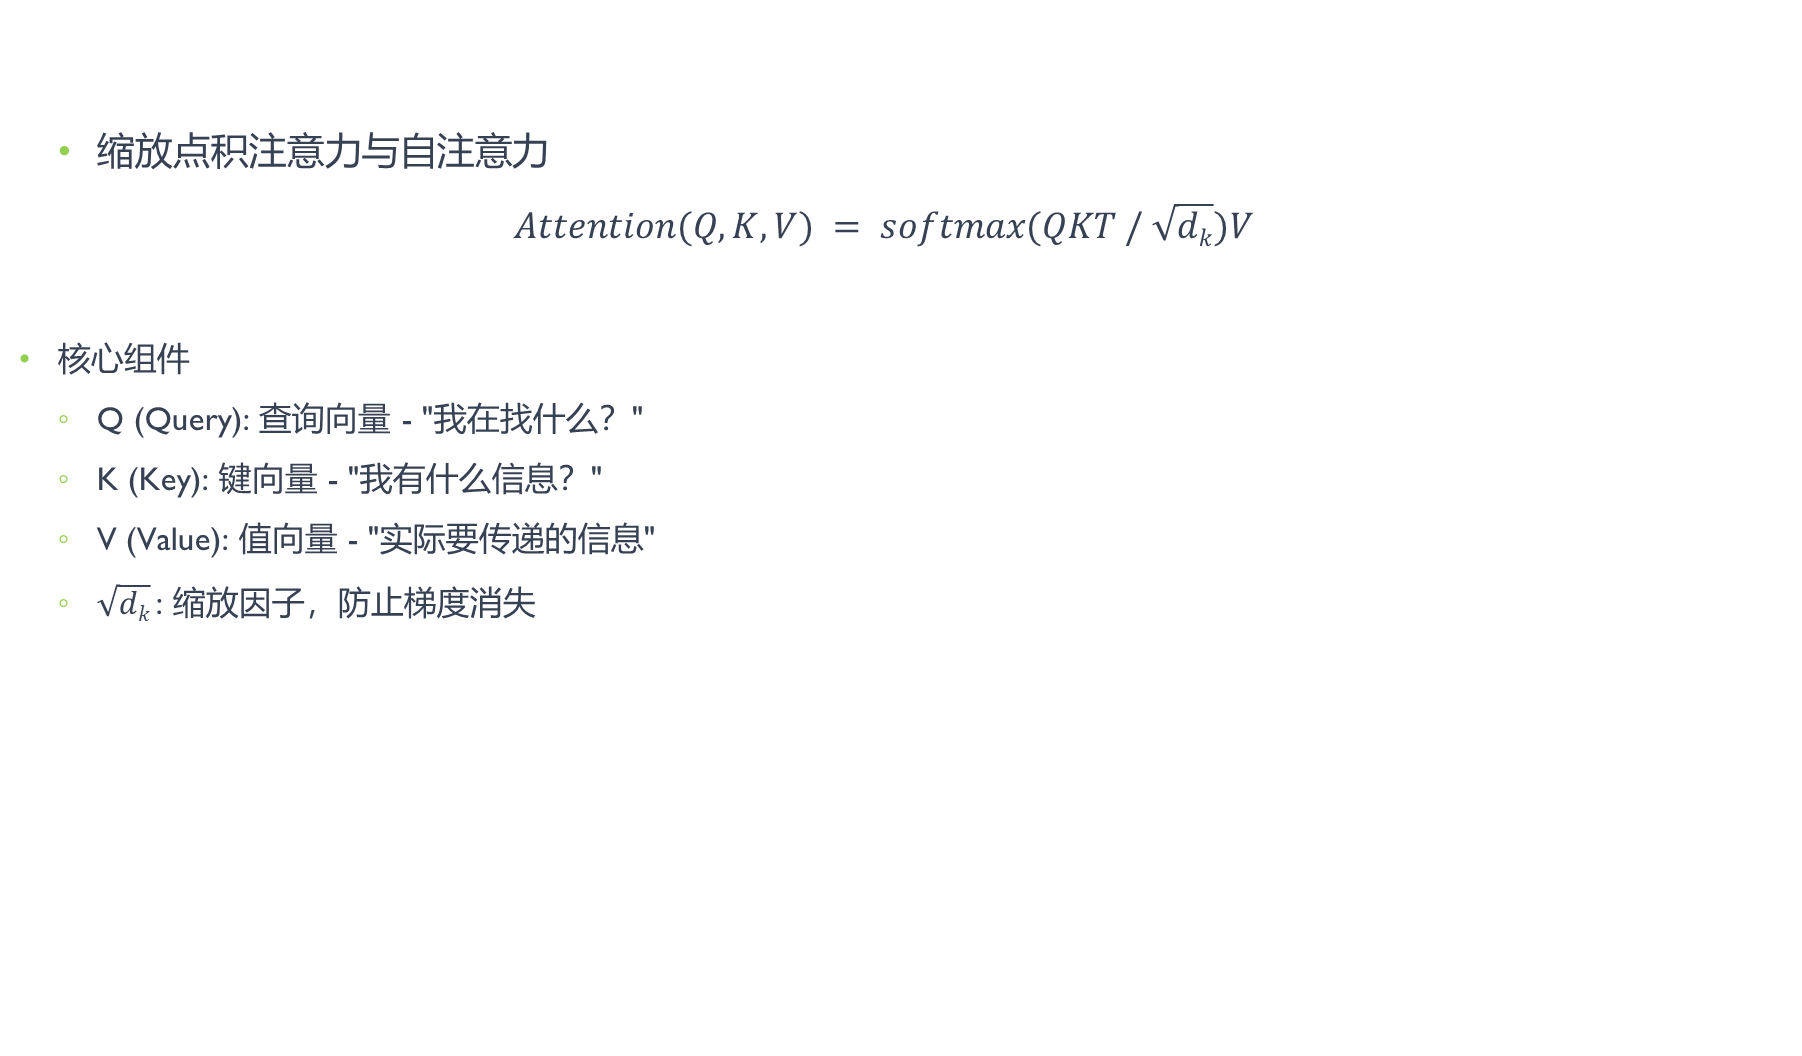 • 缩放点积注意力与自注意力
Attention(Q, K, V) = softmax(QKT / √d_k)V
• 核心组件
◦ Q (Query): 查询向量 - "我在找什么？"
◦ K (Key): 键向量 - "我有什么信息？"
◦ V (Value): 值向量 - "实际要传递的信息"
◦ √d_k: 缩放因子，防止梯度消失